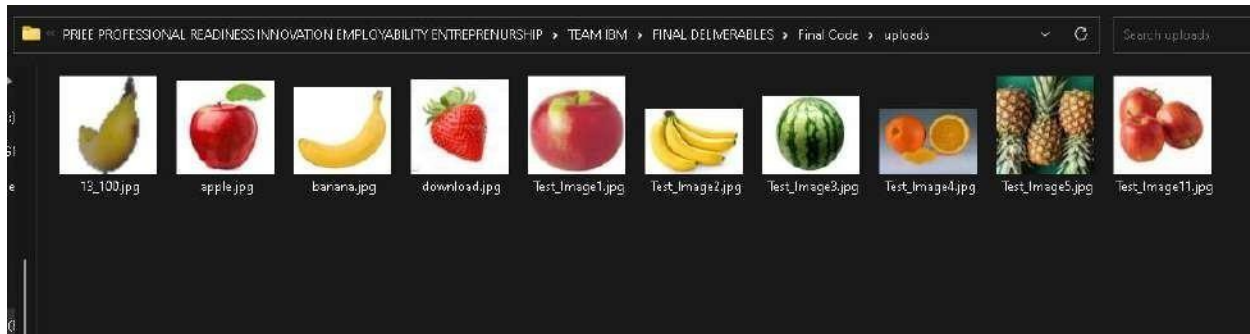 « PRIEE PROFESSIONAL READINESS INNOVATION EMPLOYABILITY ENTREPRENURSHIP > TEAM IBM > FINAL DELIVERABLES > Final Code > uploads
Search uploads
13_100.jpg apple.jpg banana.jpg download.jpg Test_Image1.jpg Test_Image2.jpg Test_Image3.jpg Test_Image4.jpg Test_Image5.jpg Test_Image11.jpg